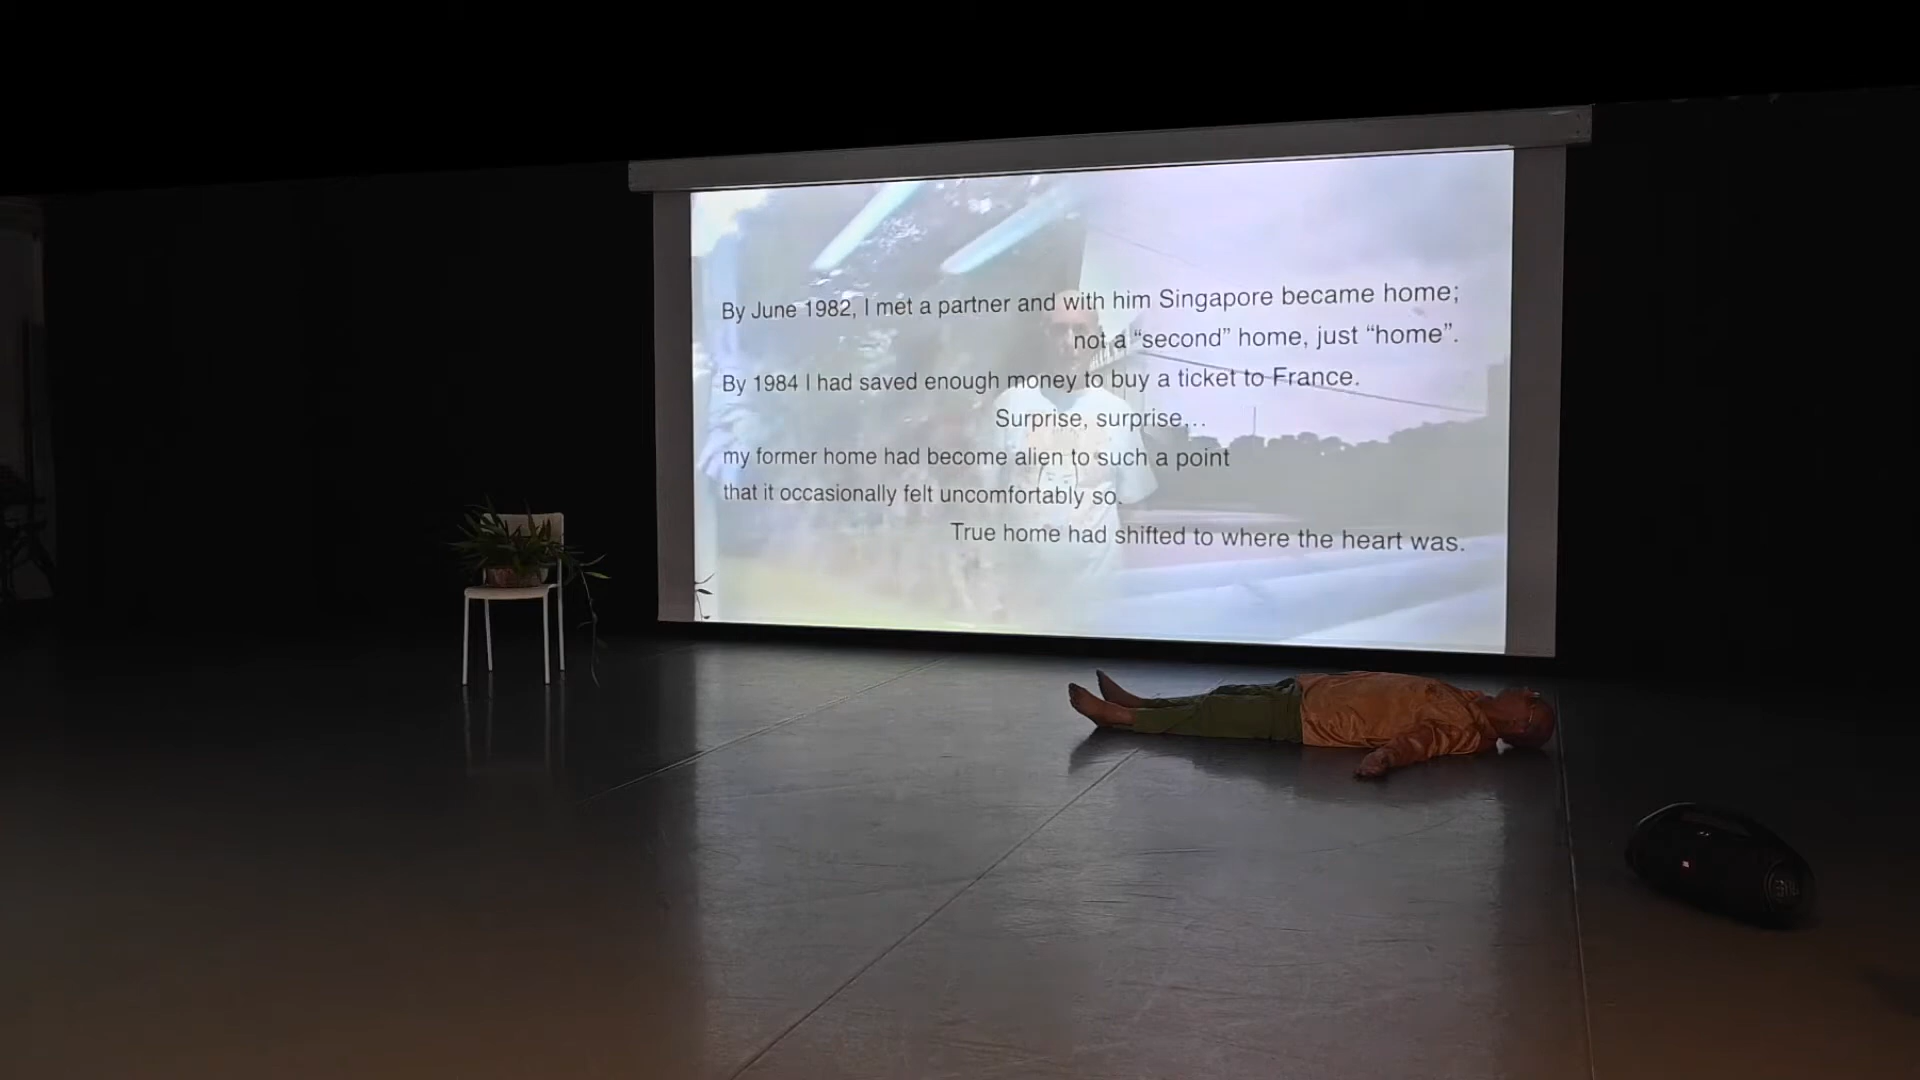 By June 1982, I met a partner and with him Singapore became home;
not a “second” home, just “home”.
By 1984 I had saved enough money to buy a ticket to France.
Surprise, surprise…
my former home had become alien to such a point
that it occasionally felt uncomfortably so.
True home had shifted to where the heart was.